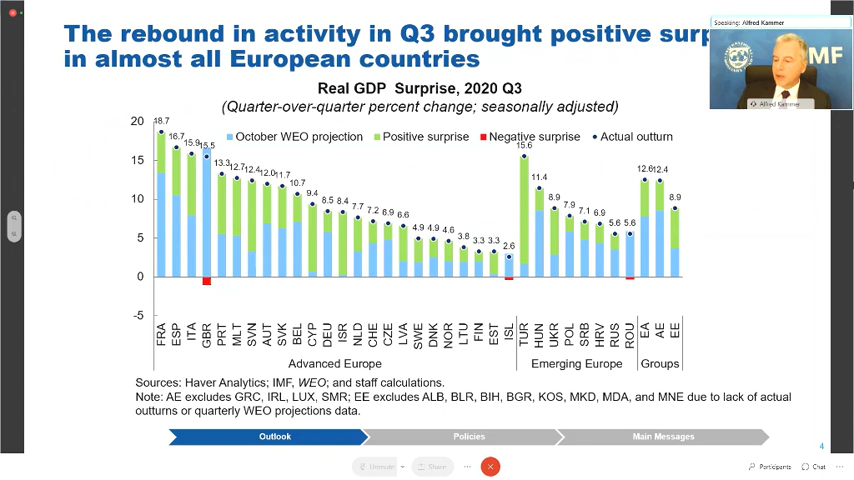 The rebound in activity in Q3 brought positive surp
in almost all European countries
Speaking: Alfred Kammer
IMF
Alfred Kammer
Real GDP Surprise, 2020 Q3
(Quarter-over-quarter percent change; seasonally adjusted)
October WEO projection Positive surprise Negative surprise Actual outturn
20
15
10
5
0
-5
18.7 16.7 15.9 15.5 13.3 12.7 12.4 12.0 11.7 10.7 9.4 8.5 8.4 7.7 7.2 6.9 6.6 4.9 4.9 4.6 3.8 3.3 3.3 2.6 15.6 11.4 8.9 7.9 7.1 6.9 5.6 5.6 12.6 12.4 8.9
FRA ESP ITA GBR PRT MLT SVN AUT SVK BEL CYP DEU ISR NLD CHE CZE LVA SWE DNK NOR LTU FIN EST ISL TUR HUN UKR POL SRB HRV RUS ROU EA AE EE
Advanced Europe Emerging Europe Groups
Sources: Haver Analytics; IMF, WEO; and staff calculations.
Note: AE excludes GRC, IRL, LUX, SMR; EE excludes ALB, BLR, BIH, BGR, KOS, MKD, MDA, and MNE due to lack of actual
outturns or quarterly WEO projections data.
Outlook Policies Main Messages
4
Unmute Share Participants Chat